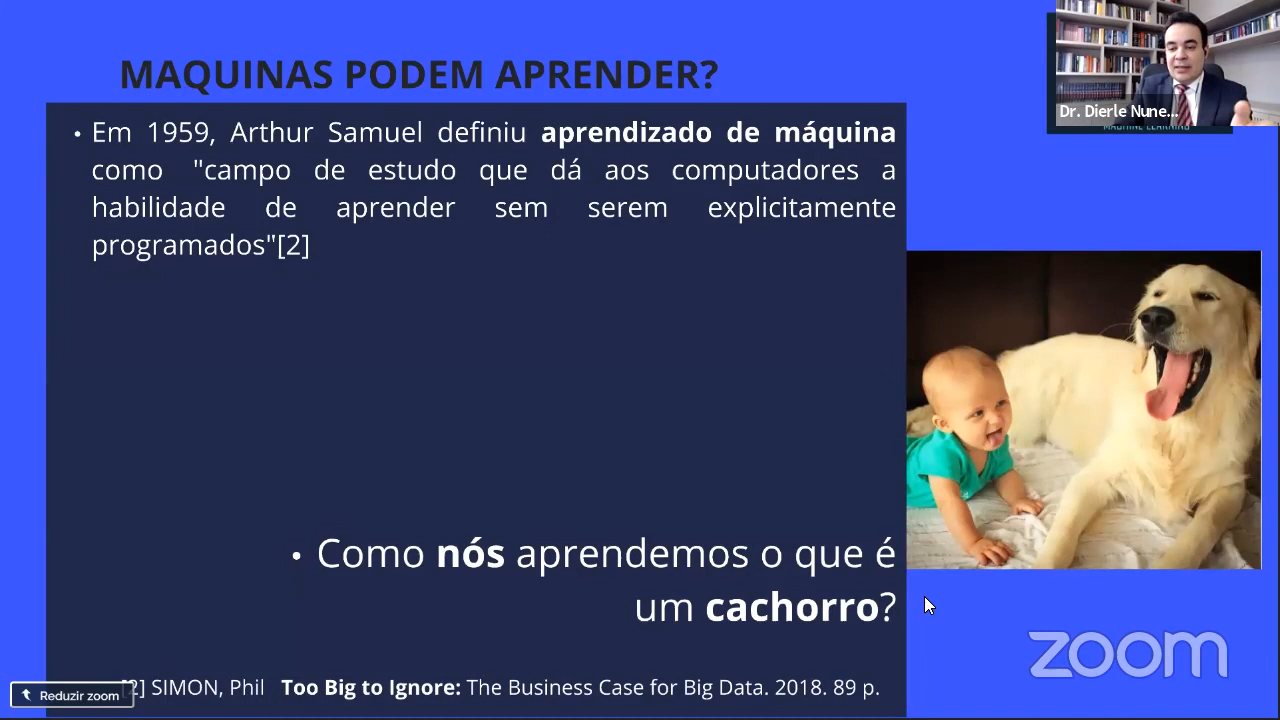 MAQUINAS PODEM APRENDER?
Dr. Dierle Nune...
MACHINE LEARNING
• Em 1959, Arthur Samuel definiu aprendizado de máquina
como "campo de estudo que dá aos computadores a
habilidade de aprender sem serem explicitamente
programados"[2]
• Como nós aprendemos o que é
um cachorro?
zoom
[2] SIMON, Phil Too Big to Ignore: The Business Case for Big Data. 2018. 89 p.
Reduzir zoom